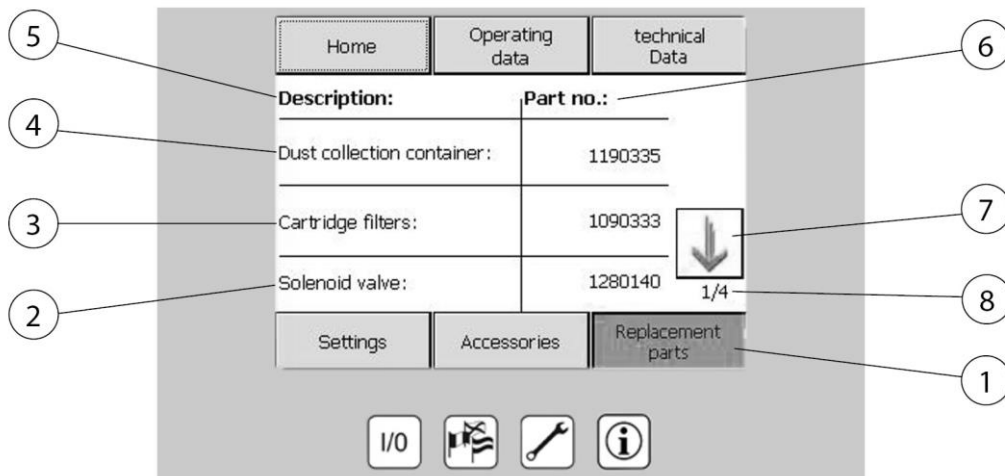 5
Home
Operating
data
technical
Data
6
Description:
Part no.:
4
Dust collection container:
1190335
3
Cartridge filters:
1090333
7
2
Solenoid valve:
1280140
1/4
8
Settings
Accessories
Replacement
parts
1
I/0
i